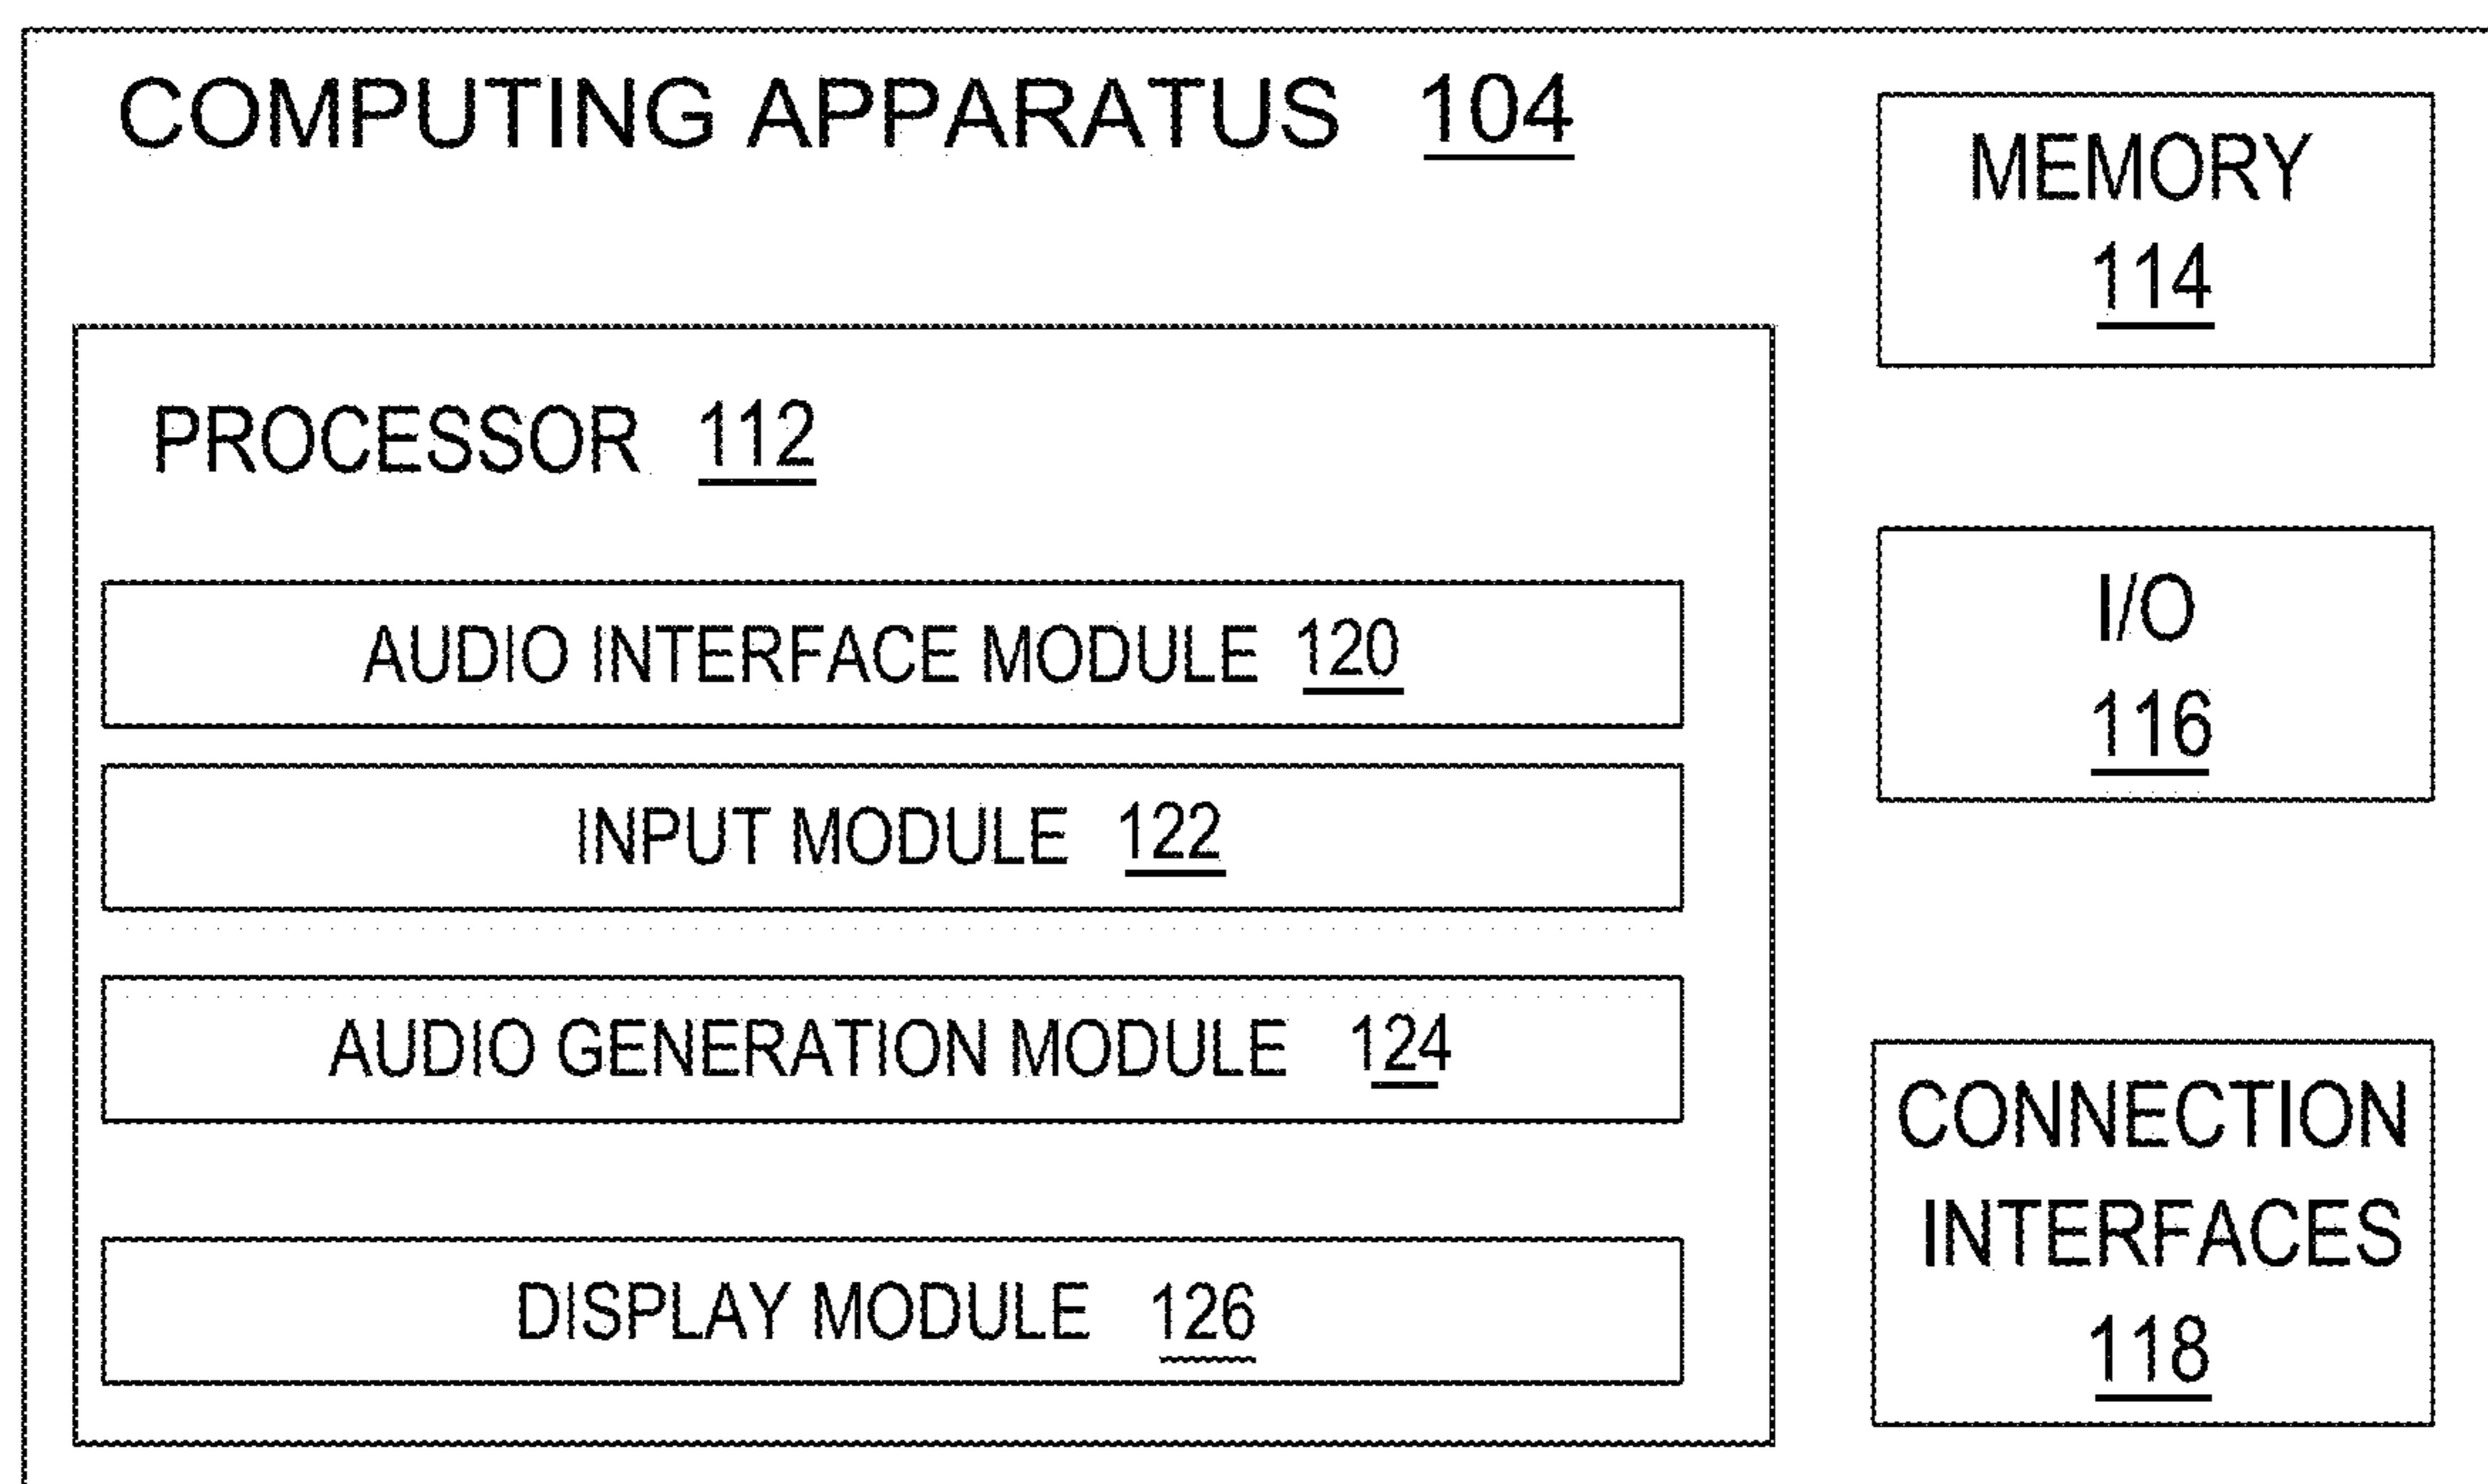 COMPUTING APPARATUS 104
MEMORY
114
PROCESSOR 112
I/O
116
AUDIO INTERFACE MODULE 120
INPUT MODULE 122
AUDIO GENERATION MODULE 124
DISPLAY MODULE 126
CONNECTION
INTERFACES
118